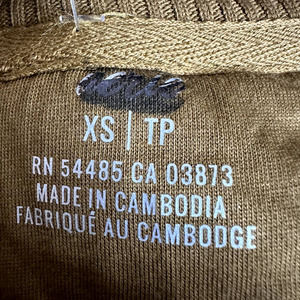 XS | TP
RN 54485 CA 03873
MADE IN CAMBODIA
FABRIQUÉ AU CAMBODGE